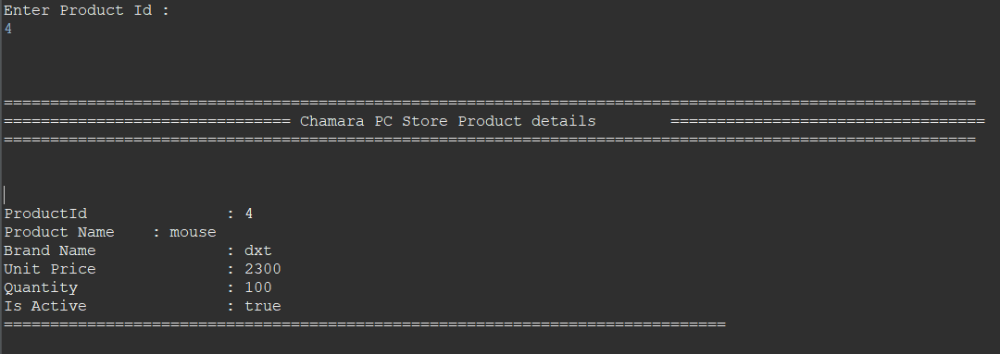 Enter Product Id :
4
=========================================================================================================
=============================== Chamara PC Store Product details        ==================================
=========================================================================================================
ProductId               : 4
Product Name    : mouse
Brand Name              : dxt
Unit Price              : 2300
Quantity                : 100
Is Active               : true
==============================================================================